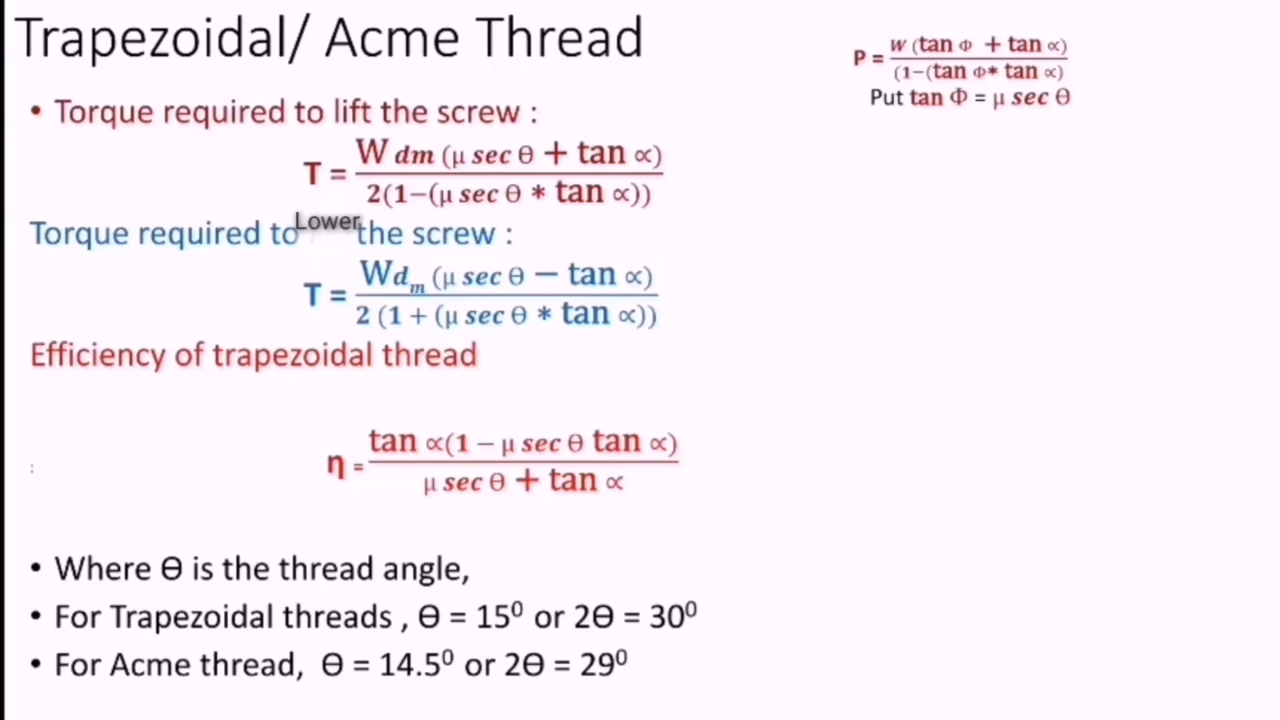 Trapezoidal/ Acme Thread
P = W (tan Φ + tan ∝) / (1−(tan Φ* tan ∝)
Put tan Φ = μ sec Θ
• Torque required to lift the screw :
T = W dm (μ sec θ + tan ∝) / 2(1−(μ sec θ * tan ∝))
Torque required to Lower the screw :
T = Wdₘ (μ sec θ − tan ∝) / 2 (1 + (μ sec θ * tan ∝))
Efficiency of trapezoidal thread
:
η = tan ∝(1 − μ sec θ tan ∝) / μ sec θ + tan ∝
• Where Ө is the thread angle,
• For Trapezoidal threads , Ө = 15⁰ or 2Ө = 30⁰
• For Acme thread, Ө = 14.5⁰ or 2Ө = 29⁰